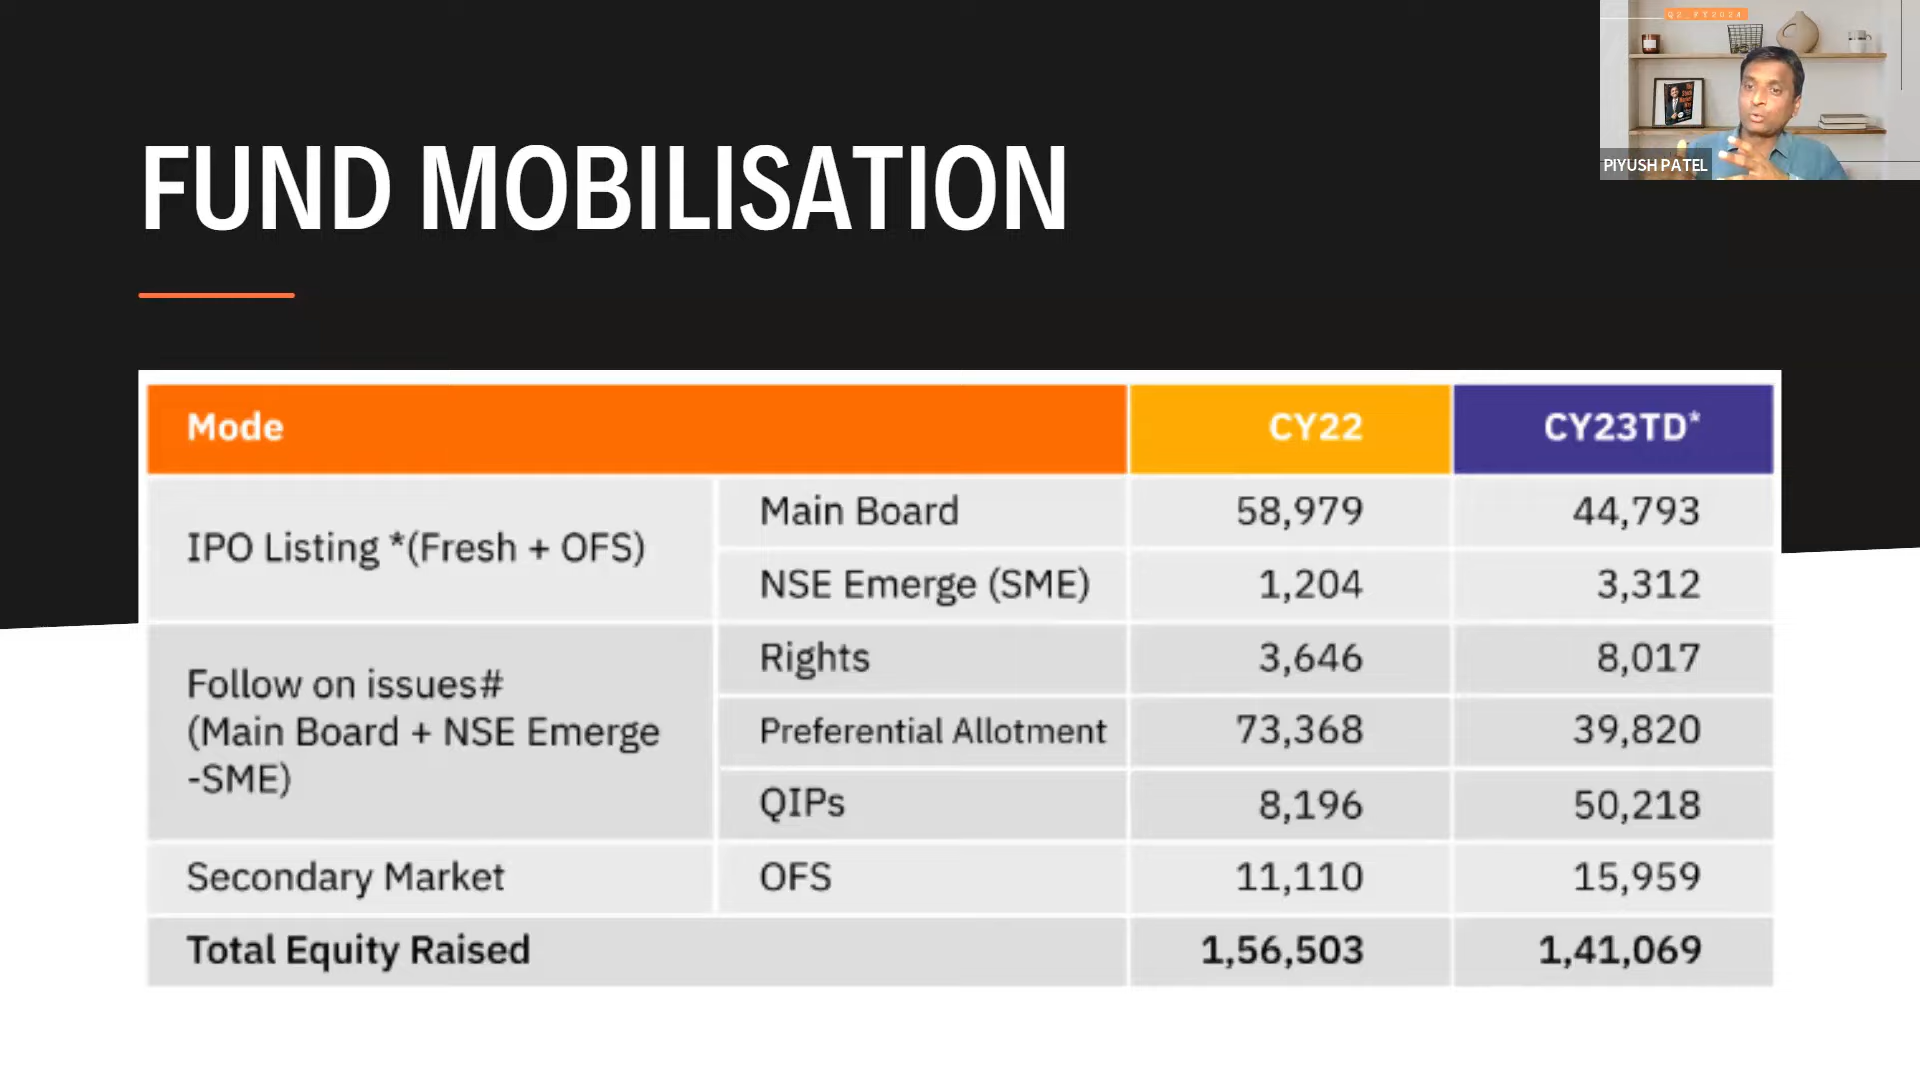 Q2_FY2024
PIYUSH PATEL
FUND MOBILISATION
Mode CY22 CY23TD*
IPO Listing *(Fresh + OFS)
Main Board 58,979 44,793
NSE Emerge (SME) 1,204 3,312
Follow on issues#
(Main Board + NSE Emerge
-SME)
Rights 3,646 8,017
Preferential Allotment 73,368 39,820
QIPs 8,196 50,218
Secondary Market OFS 11,110 15,959
Total Equity Raised 1,56,503 1,41,069